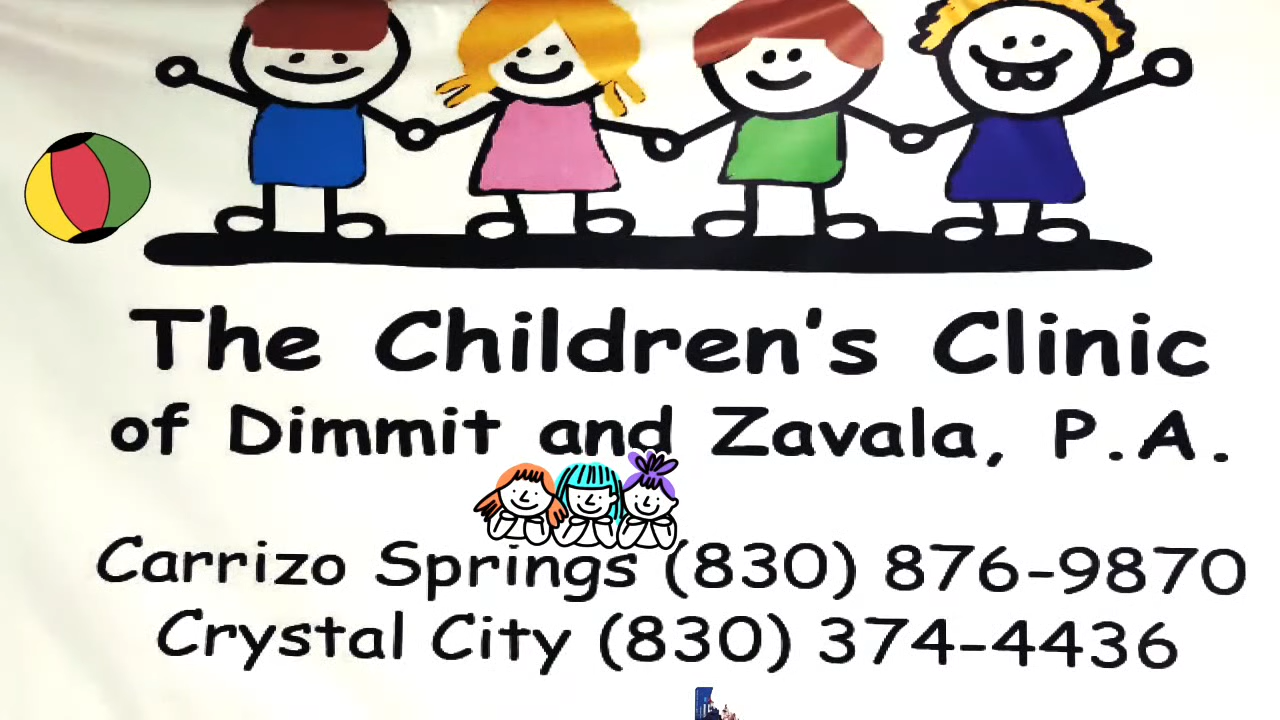 The Children's Clinic
of Dimmit and Zavala, P.A.
Carrizo Springs (830) 876-9870
Crystal City (830) 374-4436